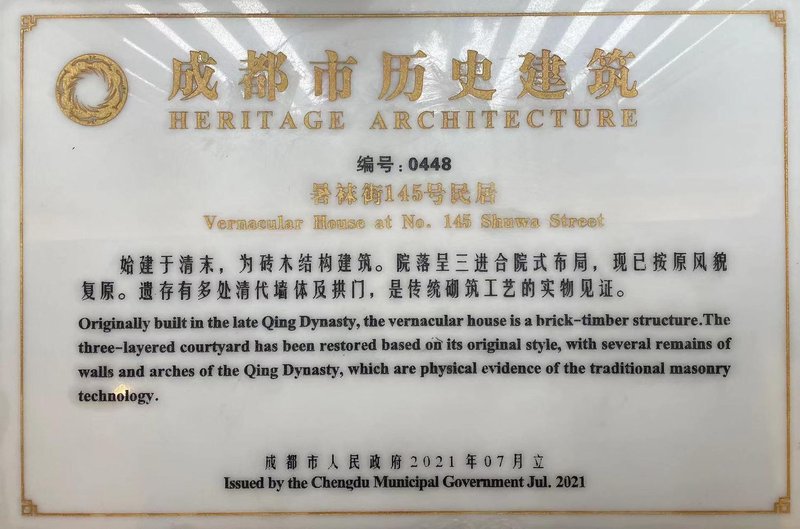 成都市历史建筑
HERITAGE ARCHITECTURE
编号:0448
暑袜街145号民居
Vernacular House at No. 145 Shuwa Street
始建于清末，为砖木结构建筑。院落呈三进合院式布局，现已按原风貌
复原。遗存有多处清代墙体及拱门，是传统砌筑工艺的实物见证。
Originally built in the late Qing Dynasty, the vernacular house is a brick-timber structure.The
three-layered courtyard has been restored based on its original style, with several remains of
walls and arches of the Qing Dynasty, which are physical evidence of the traditional masonry
technology.
成都市人民政府2021年07月立
Issued by the Chengdu Municipal Government Jul. 2021